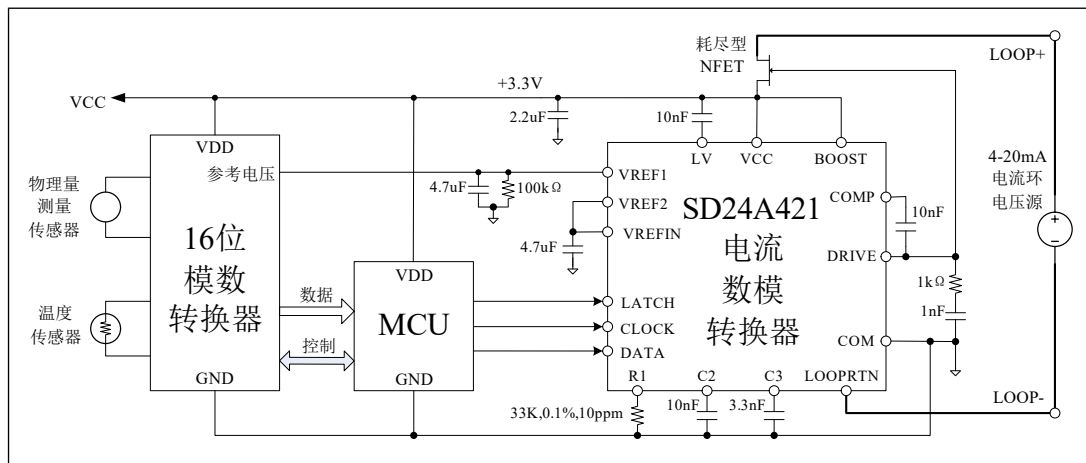 耗尽型
NFET
LOOP+
VCC
+3.3V
2.2uF
10nF
VDD
LV
VCC
BOOST
参考电压
VREF1
4.7uF
100kΩ
物理量
测量
传感器
VREF2
VREFIN
4.7uF
SD24A421
电流
数模
转换器
COMP
10nF
4-20mA
电流环
电压源
16位
模数
转换器
DRIVE
1kΩ
1nF
VDD
MCU
GND
数据
控制
LATCH
CLOCK
DATA
温度
传感器
COM
GND
R1
C2
C3
LOOPRTN
33K,0.1%,10ppm
10nF
3.3nF
LOOP-